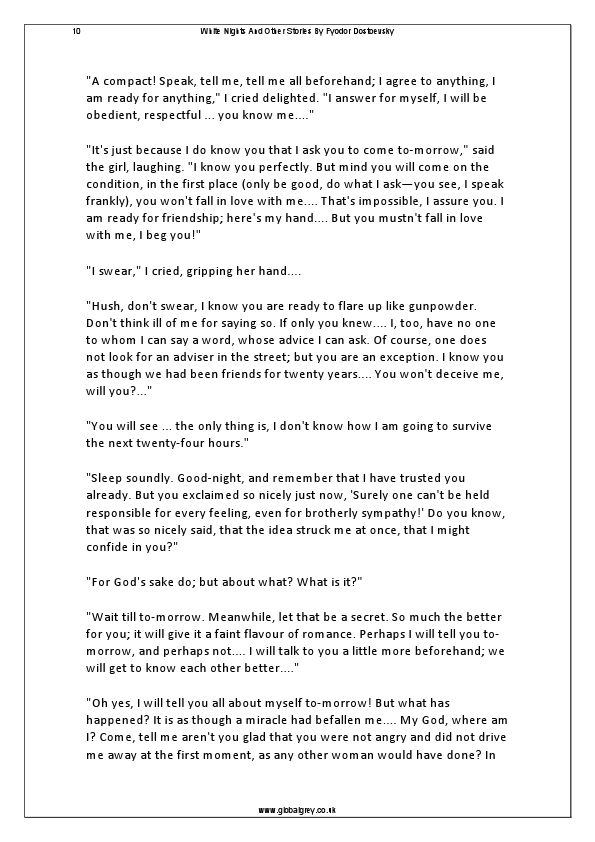 10
White Nights And Other Stories By Fyodor Dostoevsky
"A compact! Speak, tell me, tell me all beforehand; I agree to anything, I
am ready for anything," I cried delighted. "I answer for myself, I will be
obedient, respectful ... you know me...."
"It's just because I do know you that I ask you to come to-morrow," said
the girl, laughing. "I know you perfectly. But mind you will come on the
condition, in the first place (only be good, do what I ask—you see, I speak
frankly), you won't fall in love with me.... That's impossible, I assure you. I
am ready for friendship; here's my hand.... But you mustn't fall in love
with me, I beg you!"
"I swear," I cried, gripping her hand....
"Hush, don't swear, I know you are ready to flare up like gunpowder.
Don't think ill of me for saying so. If only you knew.... I, too, have no one
to whom I can say a word, whose advice I can ask. Of course, one does
not look for an adviser in the street; but you are an exception. I know you
as though we had been friends for twenty years.... You won't deceive me,
will you?..."
"You will see ... the only thing is, I don't know how I am going to survive
the next twenty-four hours."
"Sleep soundly. Good-night, and remember that I have trusted you
already. But you exclaimed so nicely just now, 'Surely one can't be held
responsible for every feeling, even for brotherly sympathy!' Do you know,
that was so nicely said, that the idea struck me at once, that I might
confide in you?"
"For God's sake do; but about what? What is it?"
"Wait till to-morrow. Meanwhile, let that be a secret. So much the better
for you; it will give it a faint flavour of romance. Perhaps I will tell you to-
morrow, and perhaps not.... I will talk to you a little more beforehand; we
will get to know each other better...."
"Oh yes, I will tell you all about myself to-morrow! But what has
happened? It is as though a miracle had befallen me.... My God, where am
I? Come, tell me aren't you glad that you were not angry and did not drive
me away at the first moment, as any other woman would have done? In
www.globalgrey.co.uk